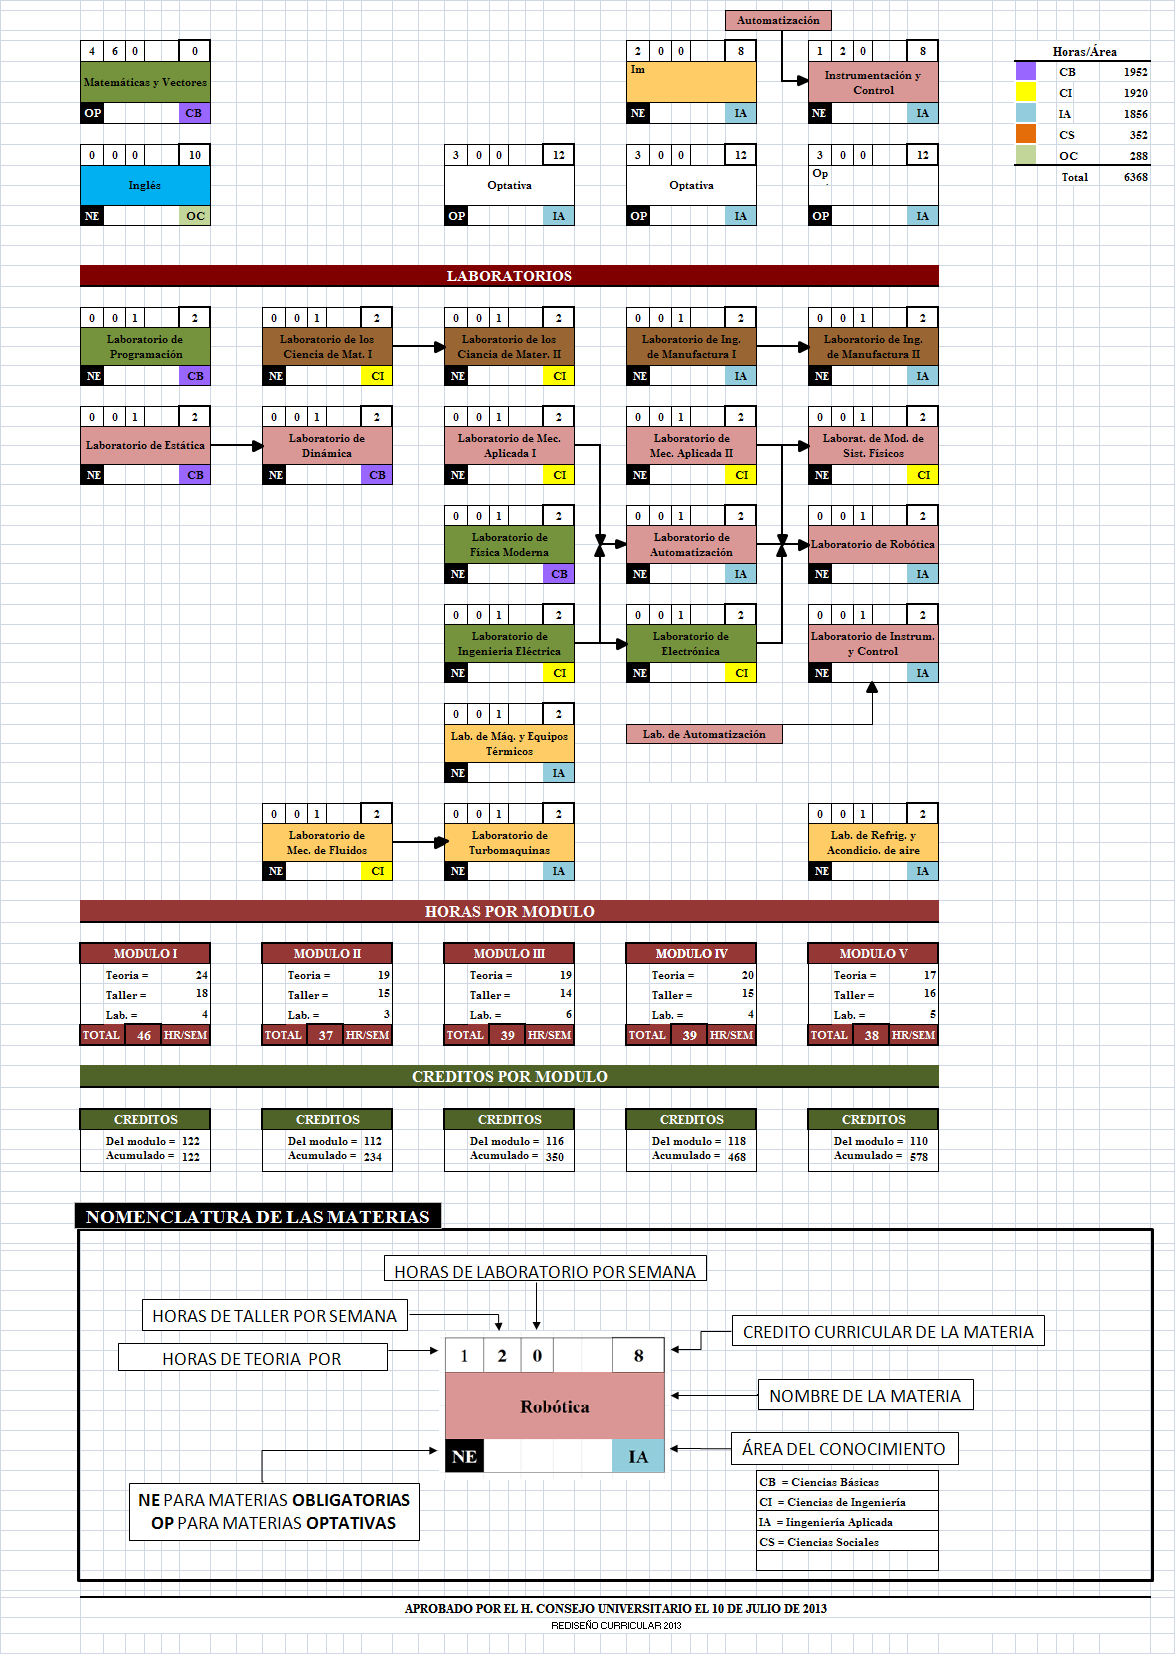 Automatización
4 6 0 0
2 0 0 8
1 2 0 8
Matemáticas y Vectores
Im
Instrumentación y
Control
OP CB
NE IA
NE IA
Horas/Área
CB 1952
CI 1920
IA 1856
CS 352
OC 288
Total 6368
0 0 0 10
3 0 0 12
3 0 0 12
3 0 0 12
Inglés
Optativa
Optativa
Op
NE OC
OP IA
OP IA
OP IA
LABORATORIOS
0 0 1 2
0 0 1 2
0 0 1 2
0 0 1 2
0 0 1 2
Laboratorio de
Programación
Laboratorio de los
Ciencia de Mat. I
Laboratorio de los
Ciancia de Mater. II
Laboratorio de Ing.
de Manufactura I
Laboratorio de Ing.
de Manufactura II
NE CB
NE CI
NE CI
NE IA
NE IA
0 0 1 2
0 0 1 2
0 0 1 2
0 0 1 2
0 0 1 2
Laboratorio de Estática
Laboratorio de
Dinámica
Laboratorio de Mec.
Aplicada I
Laboratorio de
Mec. Aplicada II
Laborat. de Mod. de
Sist. Físicos
NE CB
NE CB
NE CI
NE CI
NE CI
0 0 1 2
0 0 1 2
0 0 1 2
Laboratorio de
Física Moderna
Laboratorio de
Automatización
Laboratorio de Robótica
NE CB
NE IA
NE IA
0 0 1 2
0 0 1 2
0 0 1 2
Laboratorio de
Ingenieria Eléctrica
Laboratorio de
Electrónica
Laboratorio de Instrum.
y Control
NE CI
NE CI
NE IA
0 0 1 2
Lab. de Máq. y Equipos
Térmicos
NE IA
Lab. de Automatización
0 0 1 2
0 0 1 2
0 0 1 2
Laboratorio de
Mec. de Fluidos
Laboratorio de
Turbomaquinas
Lab. de Refrig. y
Acondicio. de aire
NE CI
NE IA
NE IA
HORAS POR MODULO
MODULO I
Teoria = 24
Taller = 18
Lab. = 4
TOTAL 46 HR/SEM
MODULO II
Teoria = 19
Taller = 15
Lab. = 3
TOTAL 37 HR/SEM
MODULO III
Teoria = 19
Taller = 14
Lab. = 6
TOTAL 39 HR/SEM
MODULO IV
Teoria = 20
Taller = 15
Lab. = 4
TOTAL 39 HR/SEM
MODULO V
Teoria = 17
Taller = 16
Lab. = 5
TOTAL 38 HR/SEM
CREDITOS POR MODULO
CREDITOS
Del modulo = 122
Acumulado = 122
CREDITOS
Del modulo = 112
Acumulado = 234
CREDITOS
Del modulo = 116
Acumulado = 350
CREDITOS
Del modulo = 118
Acumulado = 468
CREDITOS
Del modulo = 110
Acumulado = 578
NOMENCLATURA DE LAS MATERIAS
HORAS DE LABORATORIO POR SEMANA
HORAS DE TALLER POR SEMANA
HORAS DE TEORIA POR
CREDITO CURRICULAR DE LA MATERIA
1 2 0 8
Robótica
NE IA
NOMBRE DE LA MATERIA
ÁREA DEL CONOCIMIENTO
CB = Ciencias Básicas
CI = Ciencias de Ingeniería
IA = Iingeniería Aplicada
CS = Ciencias Sociales
NE PARA MATERIAS OBLIGATORIAS
OP PARA MATERIAS OPTATIVAS
APROBADO POR EL H. CONSEJO UNIVERSITARIO EL 10 DE JULIO DE 2013
REDISEÑO CURRICULAR 2013